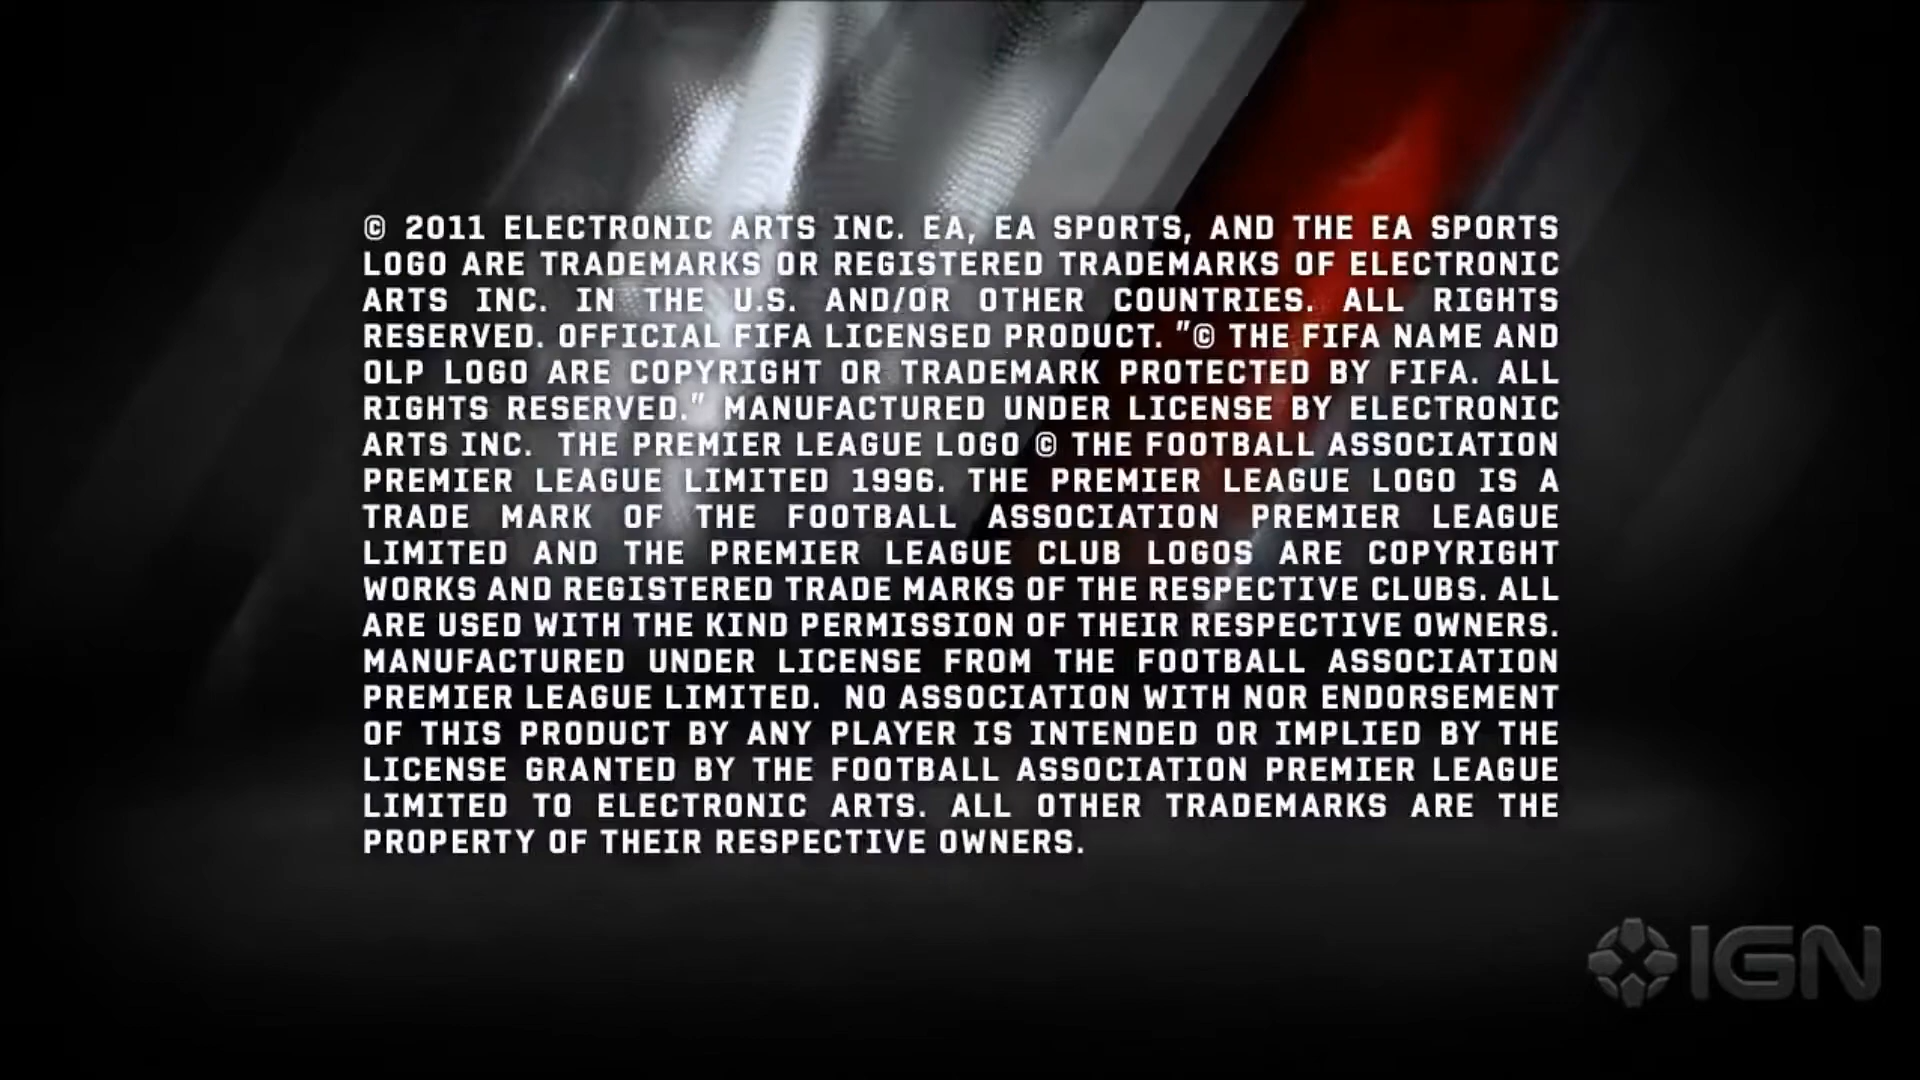 © 2011 ELECTRONIC ARTS INC. EA, EA SPORTS, AND THE EA SPORTS
LOGO ARE TRADEMARKS OR REGISTERED TRADEMARKS OF ELECTRONIC
ARTS INC. IN THE U.S. AND/OR OTHER COUNTRIES. ALL RIGHTS
RESERVED. OFFICIAL FIFA LICENSED PRODUCT. "© THE FIFA NAME AND
OLP LOGO ARE COPYRIGHT OR TRADEMARK PROTECTED BY FIFA. ALL
RIGHTS RESERVED." MANUFACTURED UNDER LICENSE BY ELECTRONIC
ARTS INC. THE PREMIER LEAGUE LOGO © THE FOOTBALL ASSOCIATION
PREMIER LEAGUE LIMITED 1996. THE PREMIER LEAGUE LOGO IS A
TRADE MARK OF THE FOOTBALL ASSOCIATION PREMIER LEAGUE
LIMITED AND THE PREMIER LEAGUE CLUB LOGOS ARE COPYRIGHT
WORKS AND REGISTERED TRADE MARKS OF THE RESPECTIVE CLUBS. ALL
ARE USED WITH THE KIND PERMISSION OF THEIR RESPECTIVE OWNERS.
MANUFACTURED UNDER LICENSE FROM THE FOOTBALL ASSOCIATION
PREMIER LEAGUE LIMITED. NO ASSOCIATION WITH NOR ENDORSEMENT
OF THIS PRODUCT BY ANY PLAYER IS INTENDED OR IMPLIED BY THE
LICENSE GRANTED BY THE FOOTBALL ASSOCIATION PREMIER LEAGUE
LIMITED TO ELECTRONIC ARTS. ALL OTHER TRADEMARKS ARE THE
PROPERTY OF THEIR RESPECTIVE OWNERS.
IGN